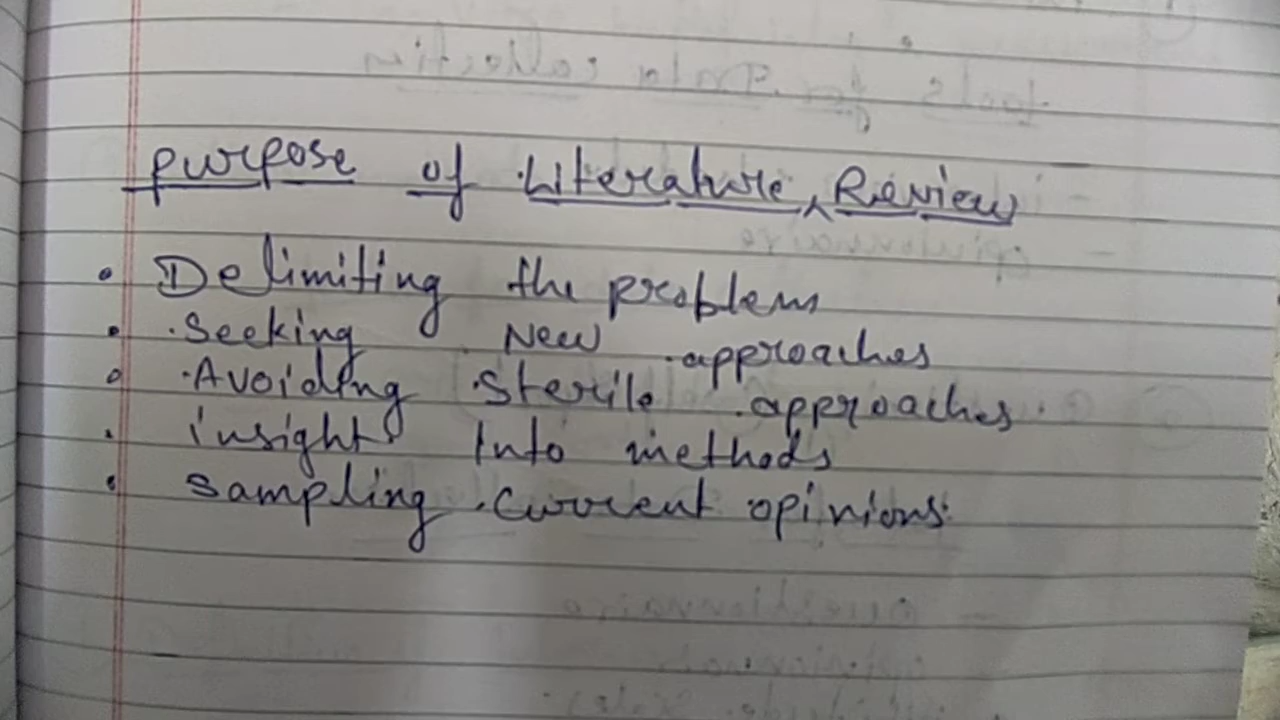 purpose of Literature ^ Review
• Delimiting the problem
• Seeking New approaches
• Avoiding Sterile approaches.
• insight Into methods
• Sampling Current opinions.